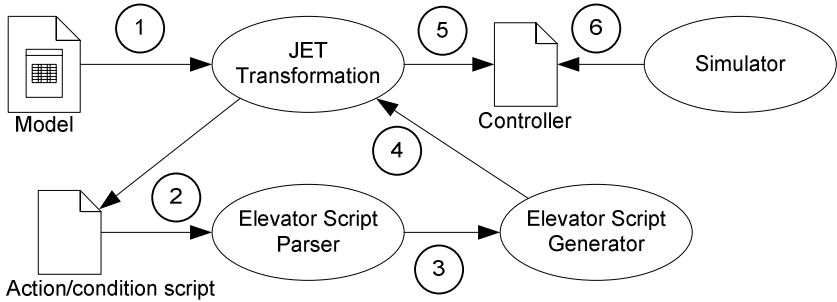 1
5
6
JET
Transformation
Simulator
Model
Controller
4
2
Elevator Script
Parser
Elevator Script
Generator
3
Action/condition script